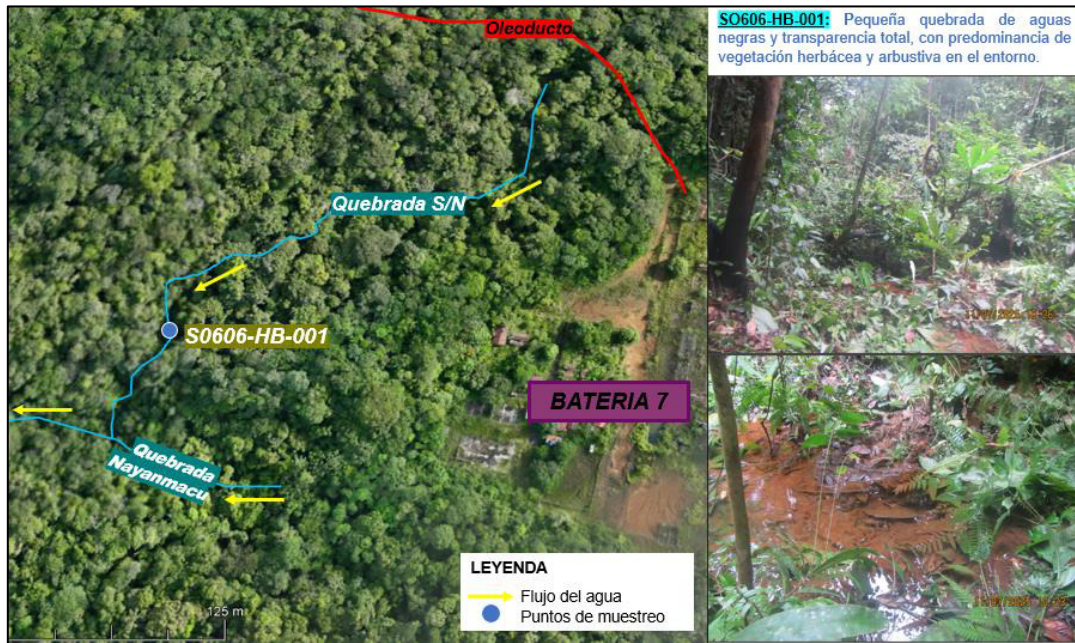 Oleoducto
Quebrada S/N
S0606-HB-001
BATERIA 7
Quebrada
Nayanmacu
LEYENDA
Flujo del agua
Puntos de muestreo
125 m
SO606-HB-001: Pequeña quebrada de aguas
negras y transparencia total, con predominancia de
vegetación herbácea y arbustiva en el entorno.